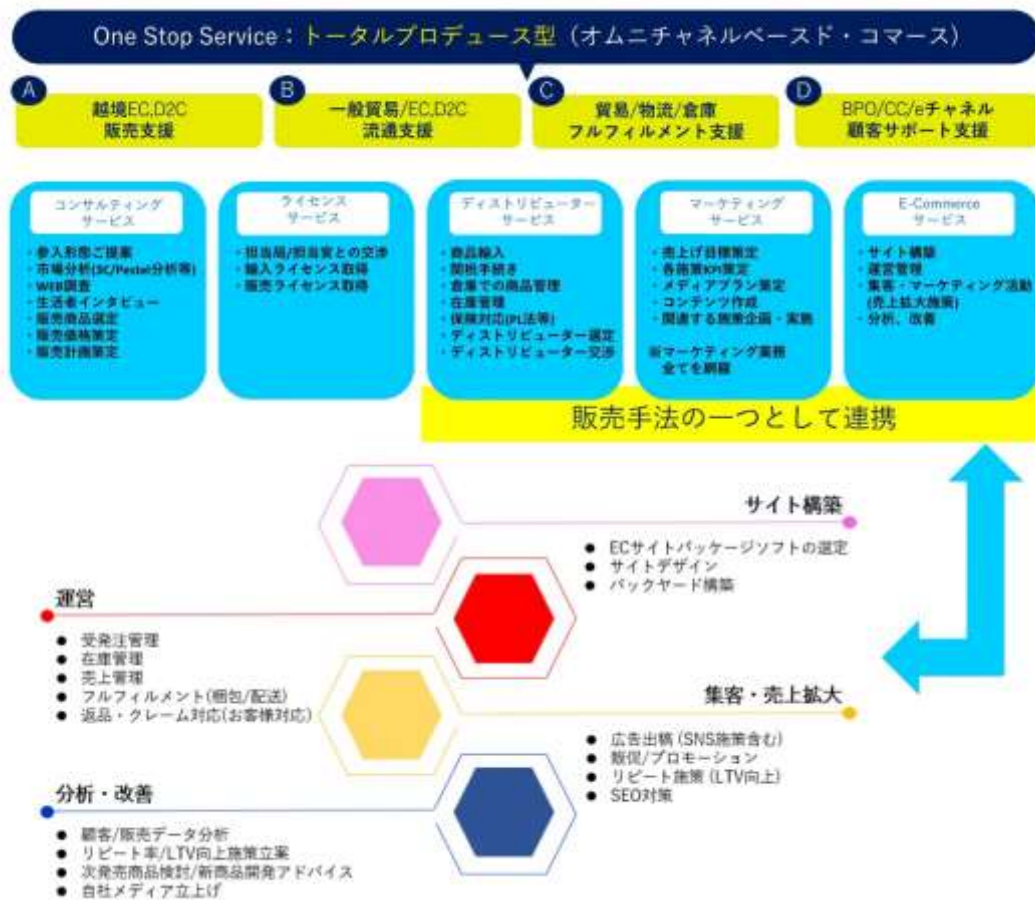 One Stop Service：トータルプロデュース型（オムニチャネルベースド・コマース）
A
越境EC,D2C
販売支援
B
一般貿易/EC,D2C
流通支援
C
貿易/物流/倉庫
フルフィルメント支援
D
BPO/CC/eチャネル
顧客サポート支援
コンサルティング
サービス
・参入形態ご提案
・市場分析(3C/Pestel分析等)
・WEB調査
・生活者インタビュー
・販売商品選定
・販売価格策定
・販売計画策定
ライセンス
サービス
・担当局/担当官との交渉
・輸入ライセンス取得
・販売ライセンス取得
ディストリビューター
サービス
・商品輸入
・関税手続き
・倉庫での商品管理
・在庫管理
・保険対応(PL法等)
・ディストリビューター選定
・ディストリビューター交渉
マーケティング
サービス
・売上げ目標策定
・各施策KPI策定
・メディアプラン策定
・コンテンツ作成
・関連する施策企画・実施
※マーケティング業務
全てを網羅
E-Commerce
サービス
・サイト構築
・運営管理
・集客・マーケティング活動
(売上拡大施策)
・分析、改善
販売手法の一つとして連携
サイト構築
● ECサイトパッケージソフトの選定
● サイトデザイン
● バックヤード構築
運営
● 受発注管理
● 在庫管理
● 売上管理
● フルフィルメント(梱包/配送)
● 返品・クレーム対応(お客様対応)
集客・売上拡大
● 広告出稿 (SNS施策含む)
● 販促/プロモーション
● リピート施策 (LTV向上)
● SEO対策
分析・改善
● 顧客/販売データ分析
● リピート率/LTV向上施策立案
● 次発売商品検討/新商品開発アドバイス
● 自社メディア立上げ